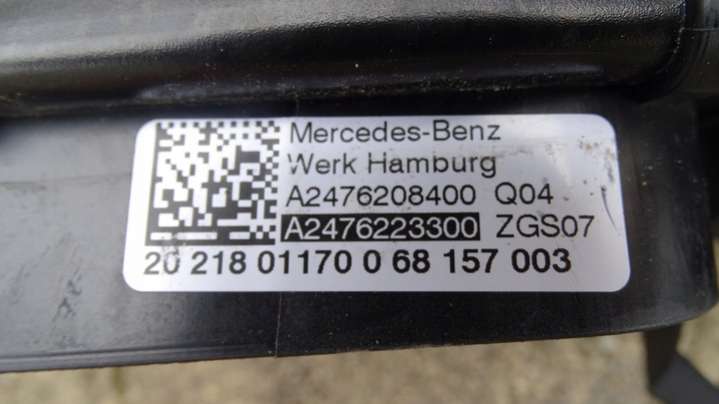 Mercedes-Benz
Werk Hamburg
A2476208400 Q04
A2476223300 ZGS07
20 218 01170 0 68 157 003